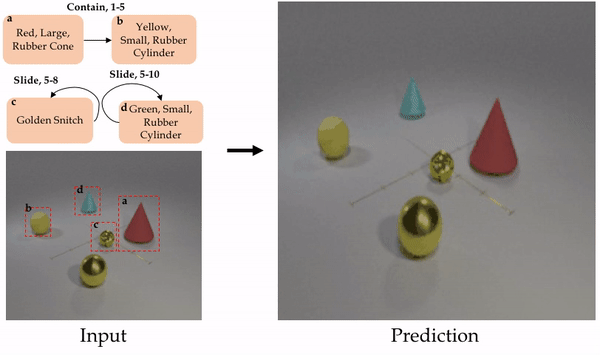 Contain, 1-5
a
Red, Large,
Rubber Cone
b
Yellow,
Small, Rubber
Cylinder
Slide, 5-8
Slide, 5-10
c
Golden Snitch
d
Green, Small,
Rubber
Cylinder
b
d
a
c
Input
Prediction